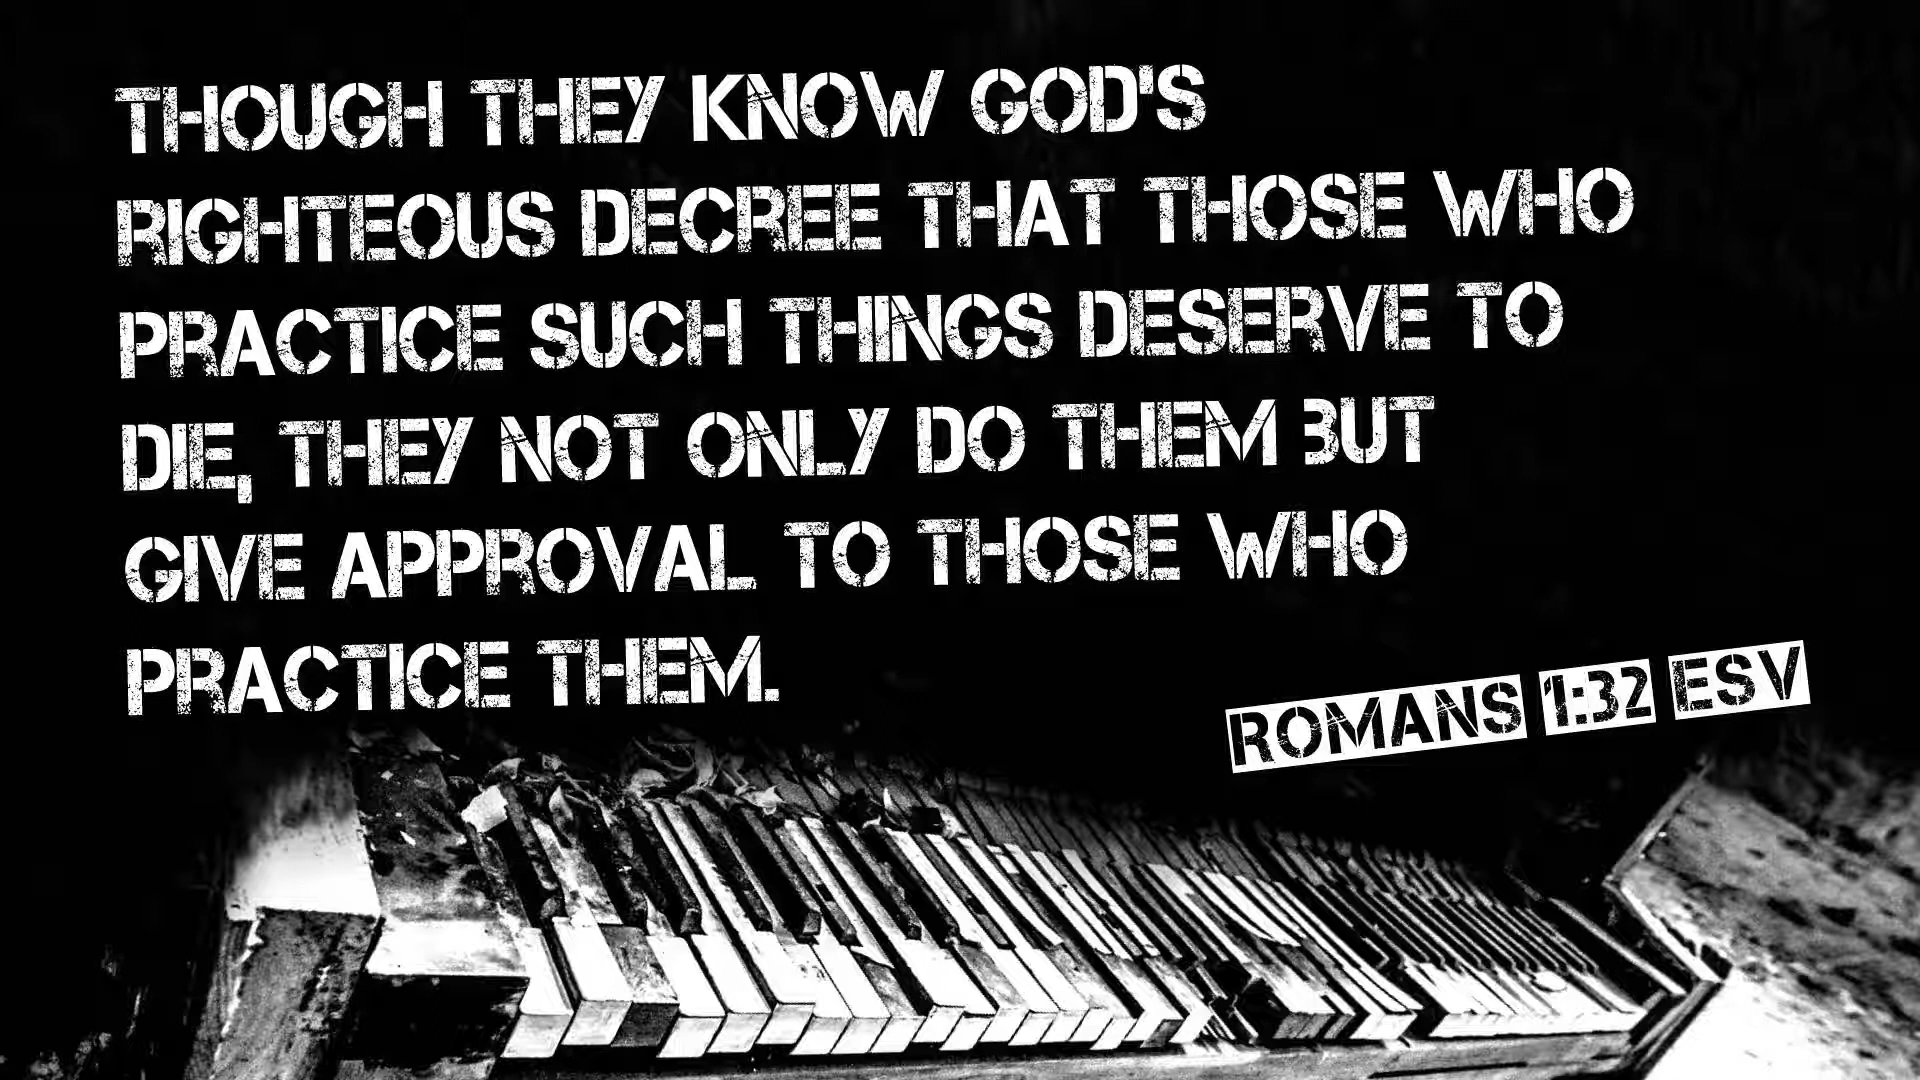 THOUGH THEY KNOW GOD'S
RIGHTEOUS DECREE THAT THOSE WHO
PRACTICE SUCH THINGS DESERVE TO
DIE, THEY NOT ONLY DO THEM BUT
GIVE APPROVAL TO THOSE WHO
PRACTICE THEM.
ROMANS 1:32 ESV